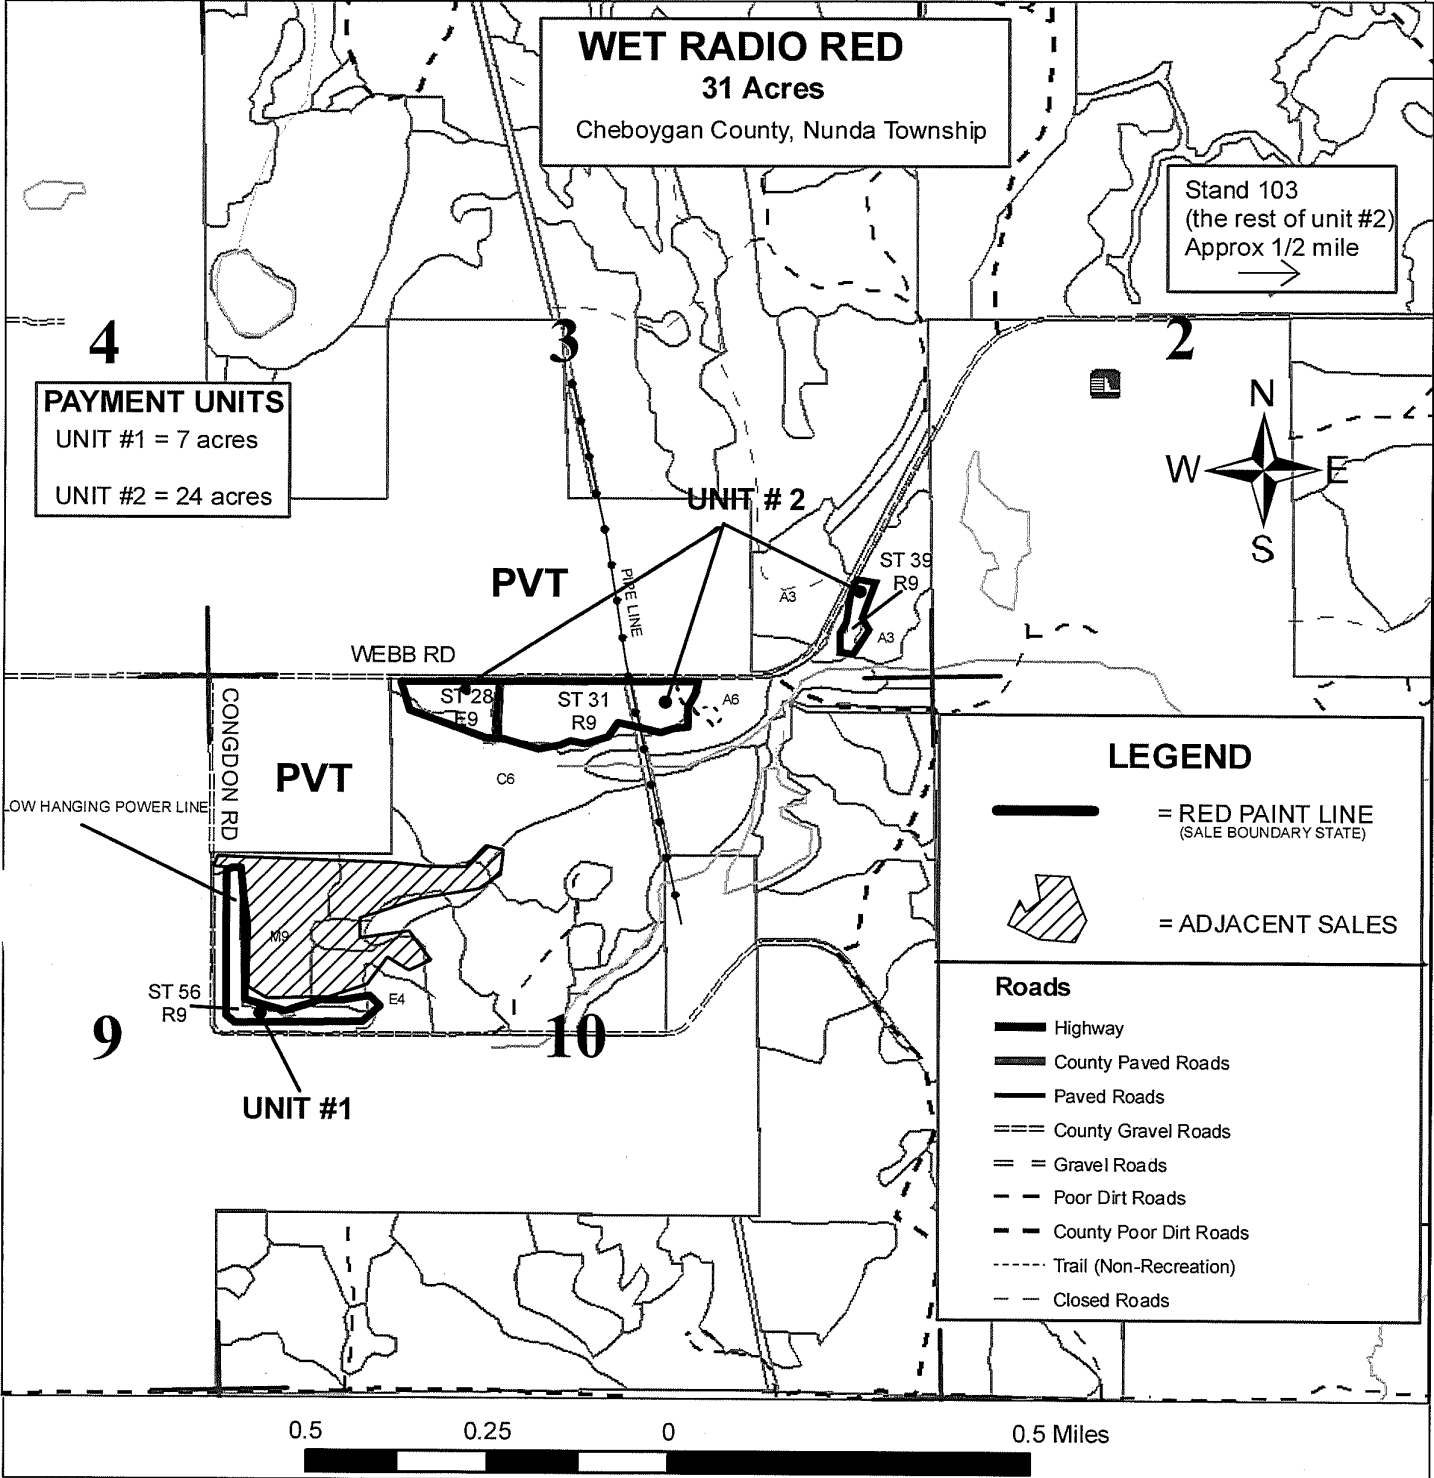 WET RADIO RED
31 Acres
Cheboygan County, Nunda Township
Stand 103
(the rest of unit #2)
Approx 1/2 mile
4
3
2
PAYMENT UNITS
UNIT #1 = 7 acres
UNIT #2 = 24 acres
N
W E
S
UNIT # 2
PVT
PIPE LINE
ST 39
R9
A3
A3
WEBB RD
ST 28
E9
ST 31
R9
A6
CONGDON RD
PVT
C6
LOW HANGING POWER LINE
M9
ST 56
R9
E4
9
10
UNIT #1
LEGEND
= RED PAINT LINE
(SALE BOUNDARY STATE)
= ADJACENT SALES
Roads
Highway
County Paved Roads
Paved Roads
County Gravel Roads
Gravel Roads
Poor Dirt Roads
County Poor Dirt Roads
Trail (Non-Recreation)
Closed Roads
0.5 0.25 0 0.5 Miles